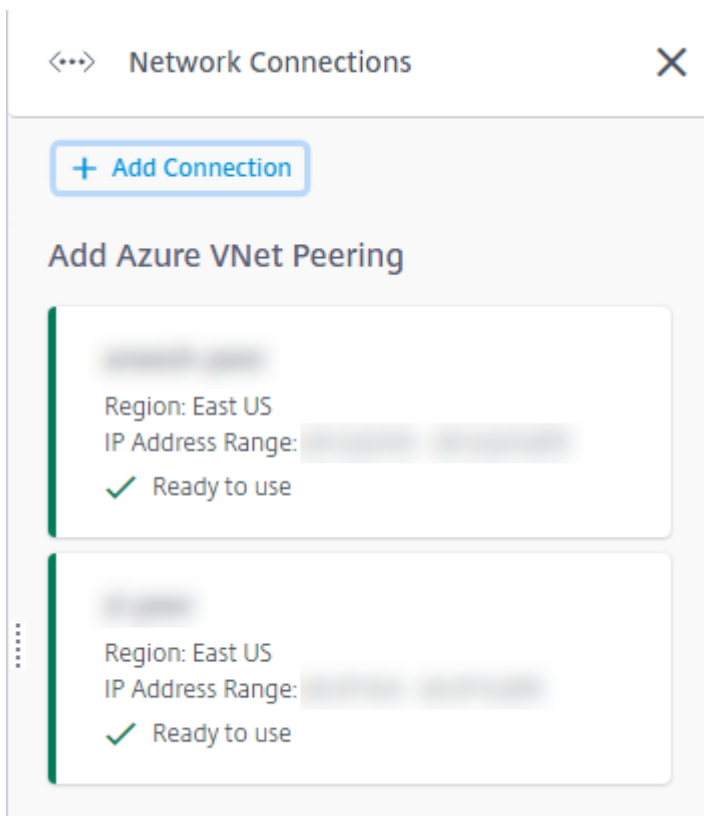 Network Connections
+ Add Connection
Add Azure VNet Peering
Region: East US
IP Address Range:
Ready to use
Region: East US
IP Address Range:
Ready to use